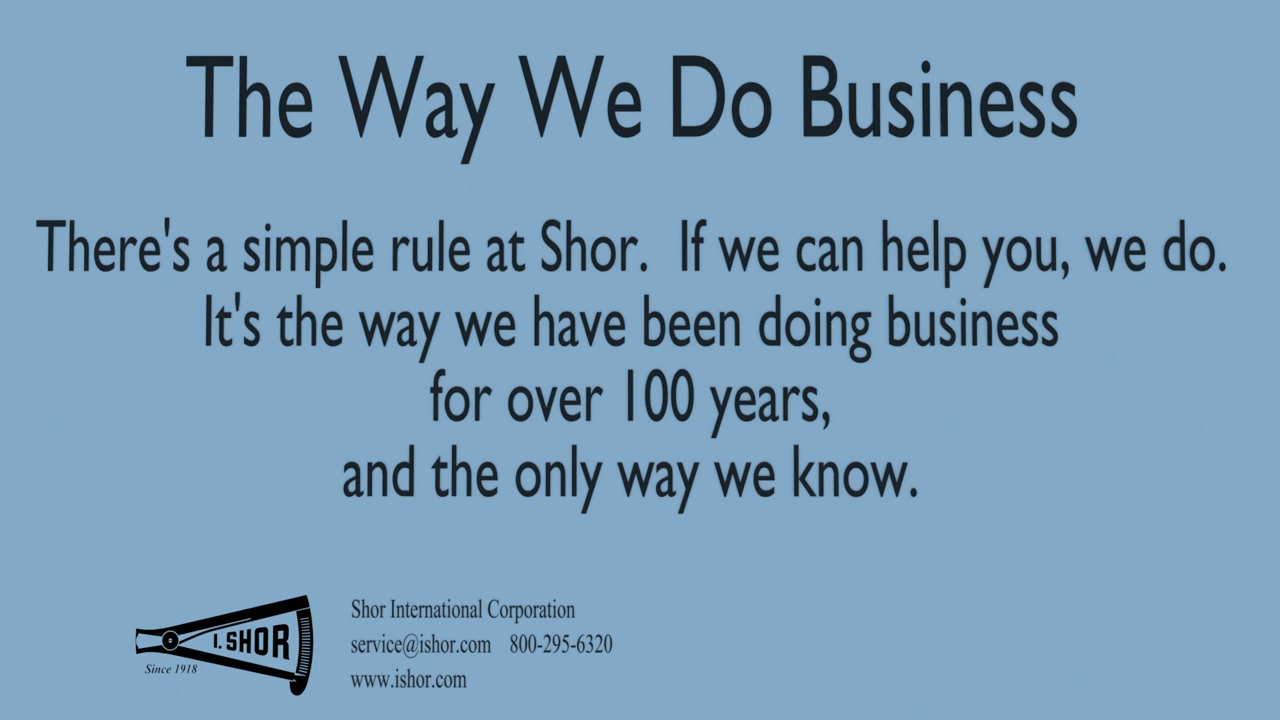 The Way We Do Business
There's a simple rule at Shor. If we can help you, we do.
It's the way we have been doing business
for over 100 years,
and the only way we know.
I. SHOR
Since 1918
Shor International Corporation
service@ishor.com 800-295-6320
www.ishor.com